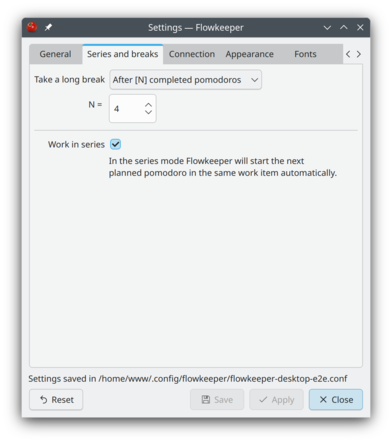 Settings — Flowkeeper
General Series and breaks Connection Appearance Fonts
Take a long break After [N] completed pomodoros
N = 4
Work in series
In the series mode Flowkeeper will start the next
planned pomodoro in the same work item automatically.
Settings saved in /home/www/.config/flowkeeper/flowkeeper-desktop-e2e.conf
Reset Save Apply Close